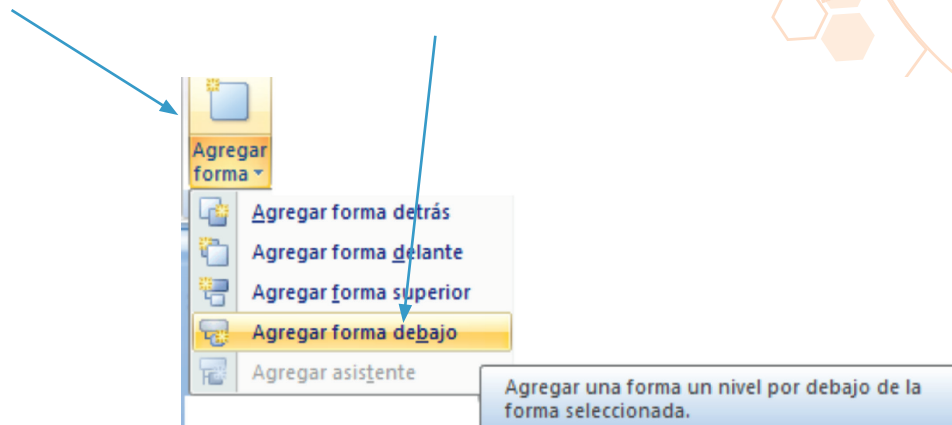 Agregar
forma
Agregar forma detrás
Agregar forma delante
Agregar forma superior
Agregar forma debajo
Agregar asistente
Agregar una forma un nivel por debajo de la
forma seleccionada.